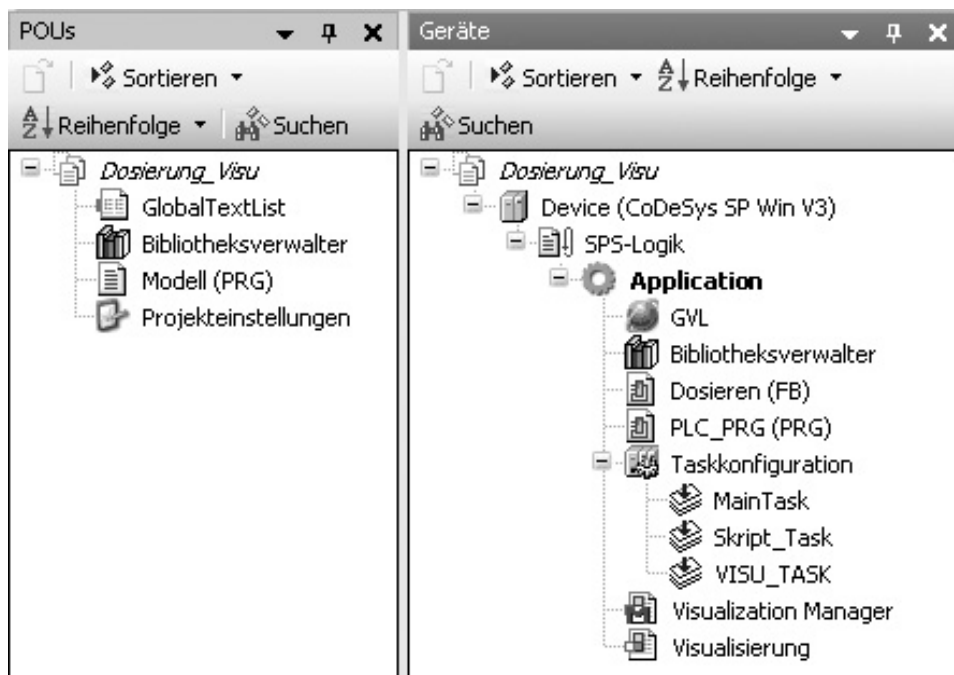 POUs
Sortieren
Reihenfolge Suchen
Dosierung_Visu
GlobalTextList
Bibliotheksverwalter
Modell (PRG)
Projekteinstellungen
Geräte
Sortieren Reihenfolge
Suchen
Dosierung_Visu
Device (CoDeSys SP Win V3)
SPS-Logik
Application
GVL
Bibliotheksverwalter
Dosieren (FB)
PLC_PRG (PRG)
Taskkonfiguration
MainTask
Skript_Task
VISU_TASK
Visualization Manager
Visualisierung